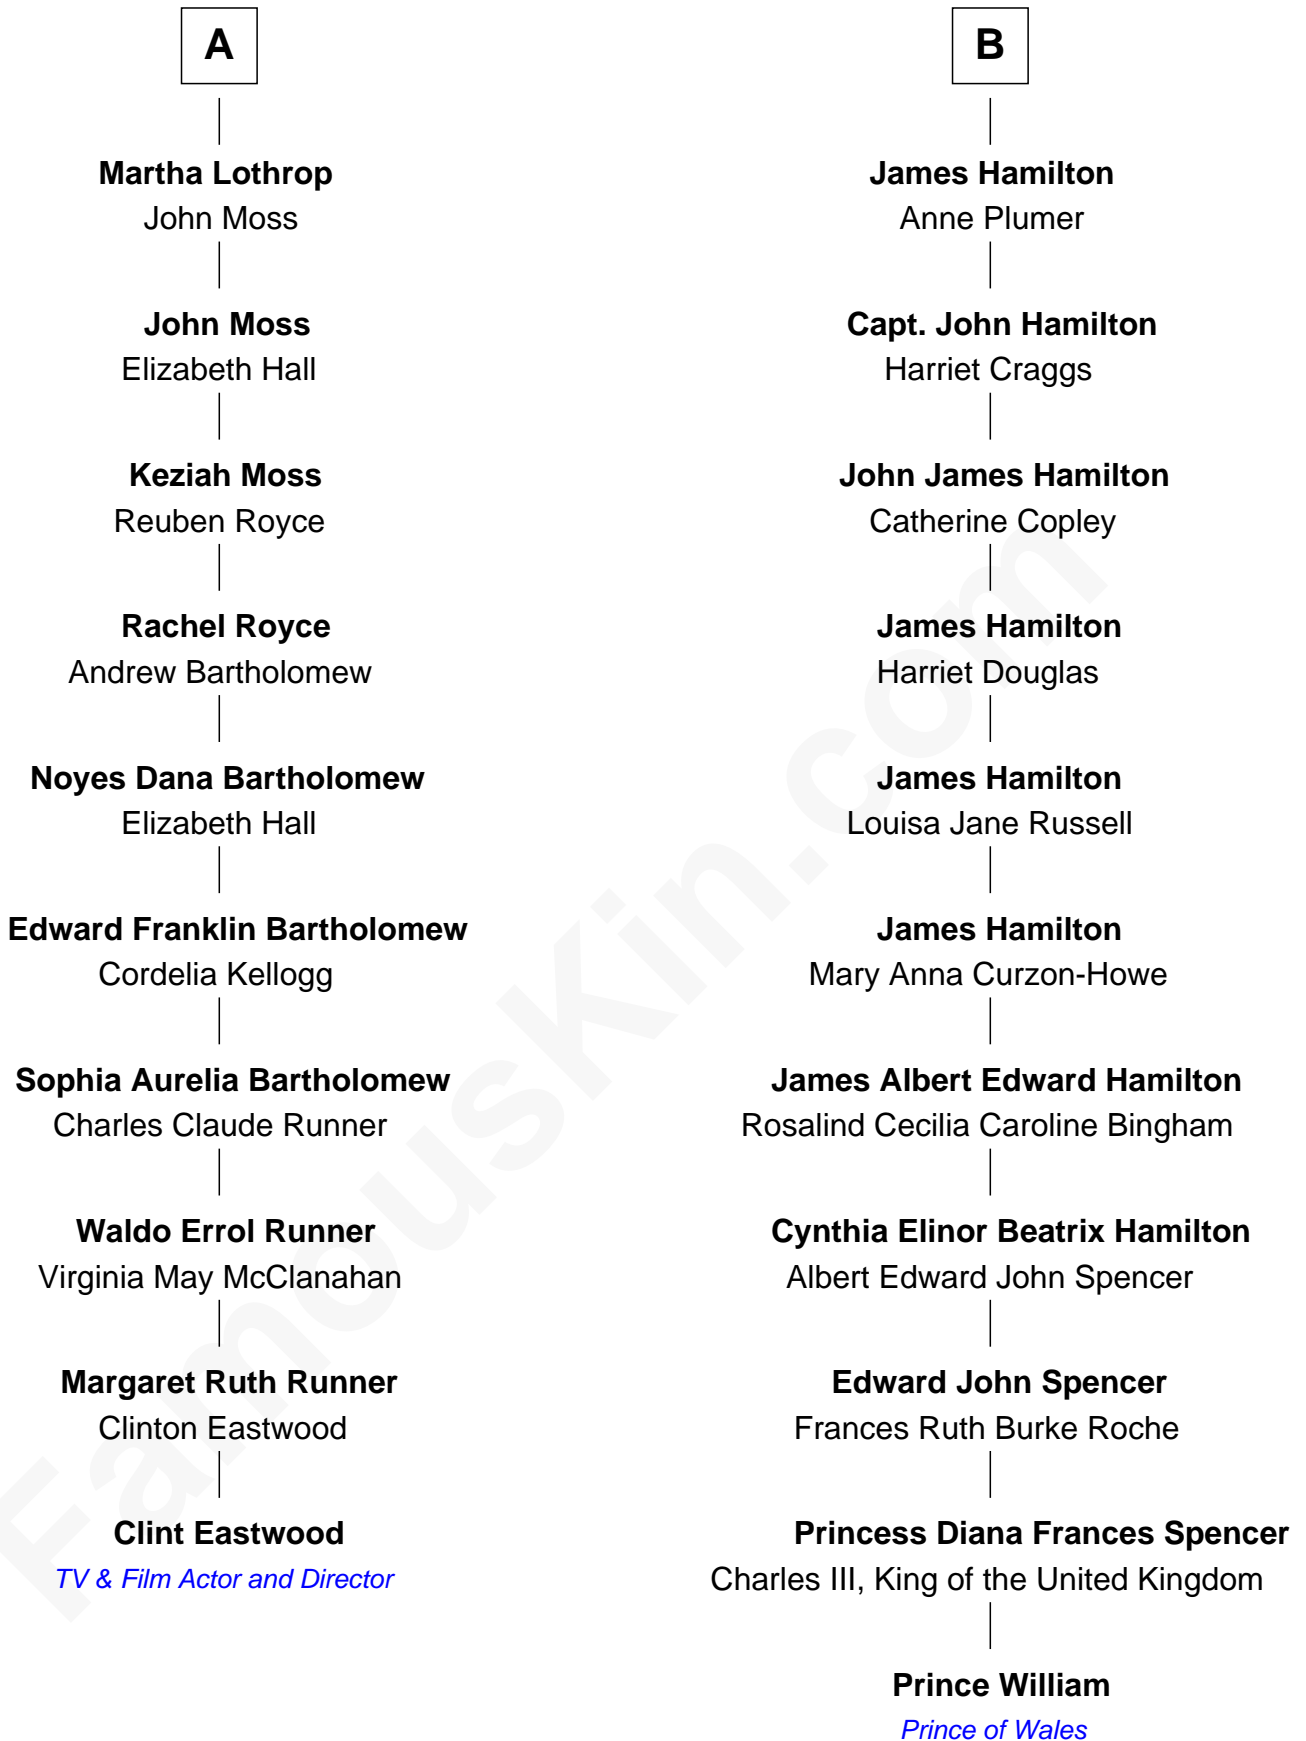 A
Martha Lothrop
John Moss
John Moss
Elizabeth Hall
Keziah Moss
Reuben Royce
Rachel Royce
Andrew Bartholomew
Noyes Dana Bartholomew
Elizabeth Hall
Edward Franklin Bartholomew
Cordelia Kellogg
Sophia Aurelia Bartholomew
Charles Claude Runner
Waldo Errol Runner
Virginia May McClanahan
Margaret Ruth Runner
Clinton Eastwood
Clint Eastwood
TV & Film Actor and Director
B
James Hamilton
Anne Plumer
Capt. John Hamilton
Harriet Craggs
John James Hamilton
Catherine Copley
James Hamilton
Harriet Douglas
James Hamilton
Louisa Jane Russell
James Hamilton
Mary Anna Curzon-Howe
James Albert Edward Hamilton
Rosalind Cecilia Caroline Bingham
Cynthia Elinor Beatrix Hamilton
Albert Edward John Spencer
Edward John Spencer
Frances Ruth Burke Roche
Princess Diana Frances Spencer
Charles III, King of the United Kingdom
Prince William
Prince of Wales
FamousKin.com